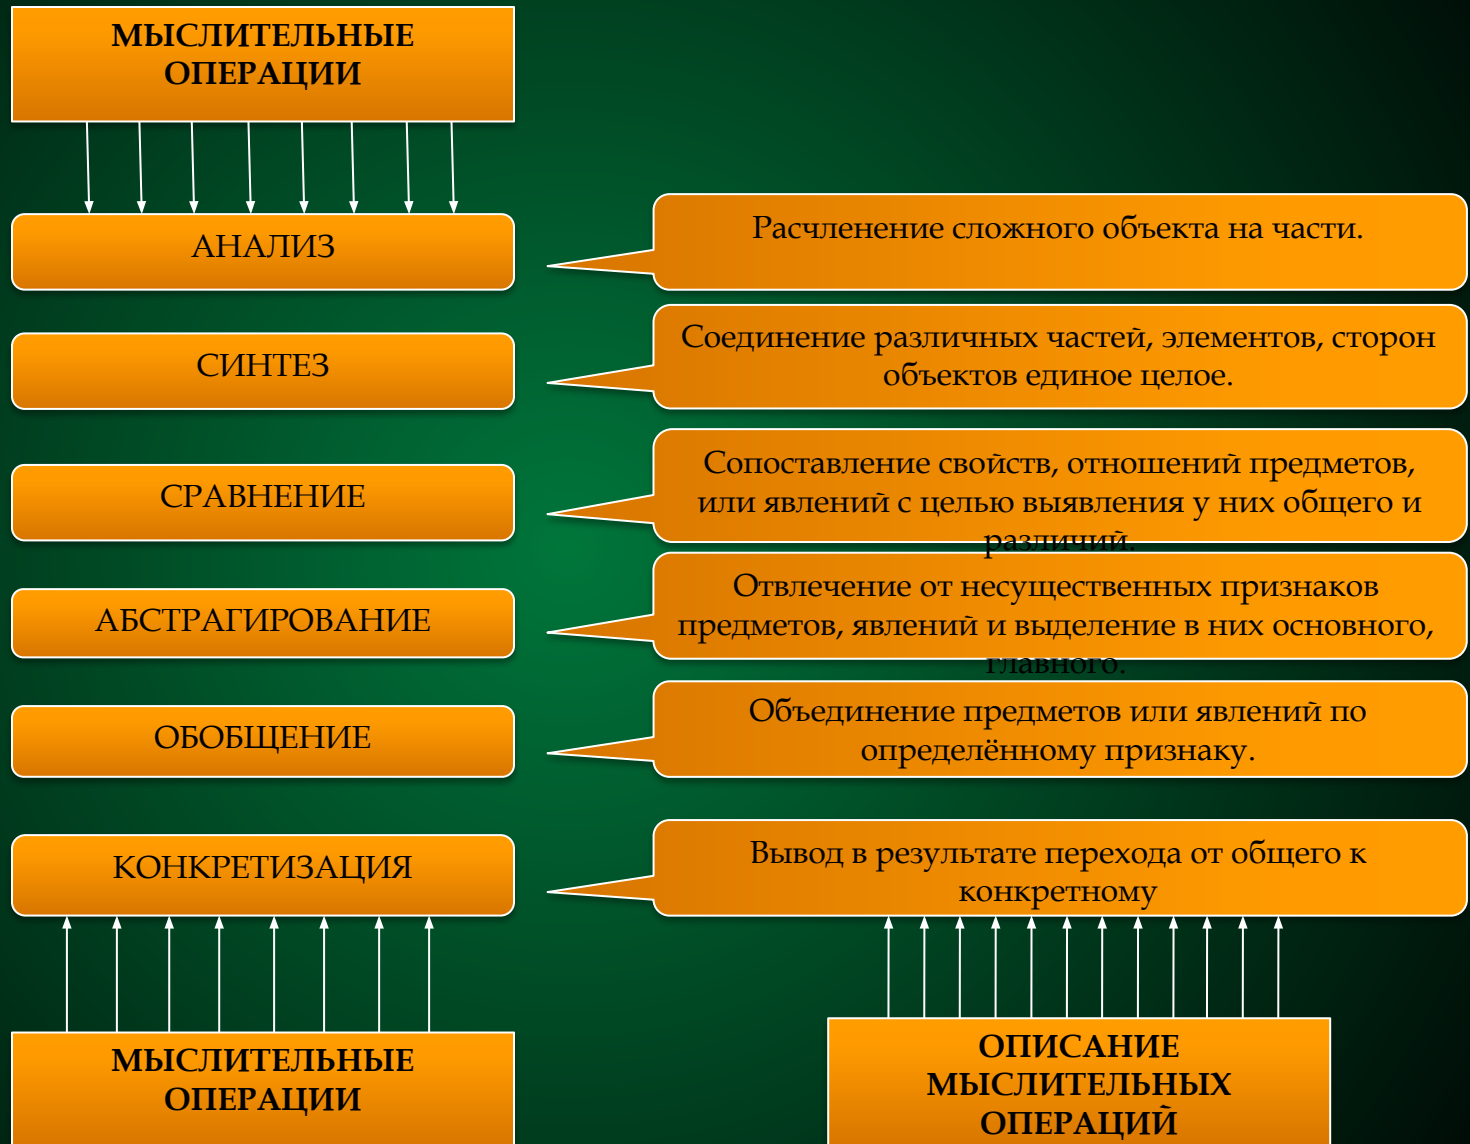 МЫСЛИТЕЛЬНЫЕ
ОПЕРАЦИИ
АНАЛИЗ
Расчленение сложного объекта на части.
СИНТЕЗ
Соединение различных частей, элементов, сторон
объектов единое целое.
СРАВНЕНИЕ
Сопоставление свойств, отношений предметов,
или явлений с целью выявления у них общего и
различий.
АБСТРАГИРОВАНИЕ
Отвлечение от несущественных признаков
предметов, явлений и выделение в них основного,
главного.
ОБОБЩЕНИЕ
Объединение предметов или явлений по
определённому признаку.
КОНКРЕТИЗАЦИЯ
Вывод в результате перехода от общего к
конкретному
МЫСЛИТЕЛЬНЫЕ
ОПЕРАЦИИ
ОПИСАНИЕ
МЫСЛИТЕЛЬНЫХ
ОПЕРАЦИЙ